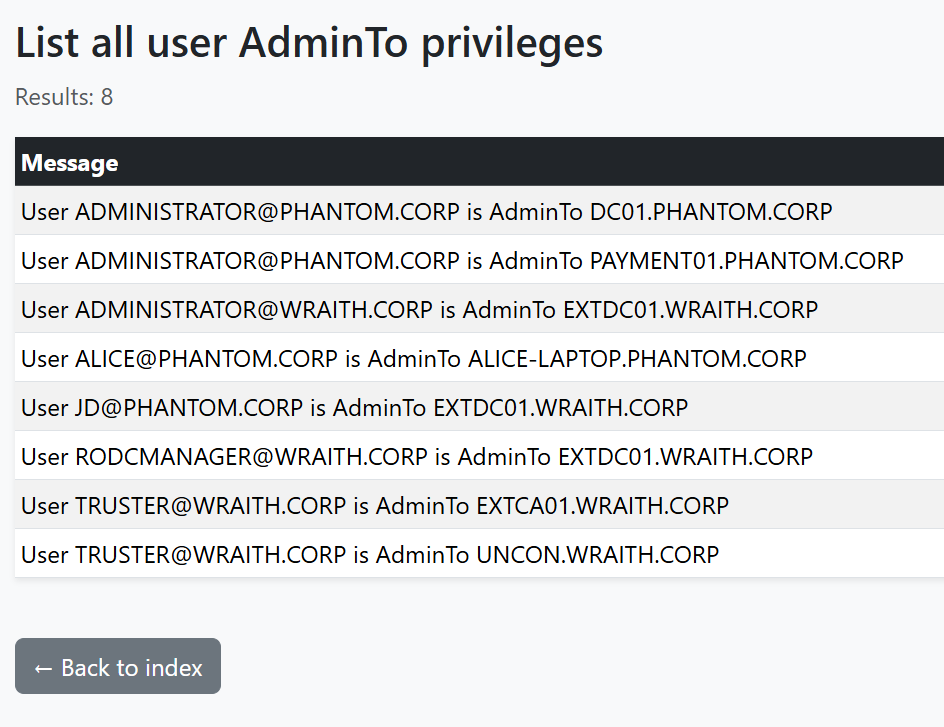 List all user AdminTo privileges
Results: 8
Message
User ADMINISTRATOR@PHANTOM.CORP is AdminTo DC01.PHANTOM.CORP
User ADMINISTRATOR@PHANTOM.CORP is AdminTo PAYMENT01.PHANTOM.CORP
User ADMINISTRATOR@WRAITH.CORP is AdminTo EXTDC01.WRAITH.CORP
User ALICE@PHANTOM.CORP is AdminTo ALICE-LAPTOP.PHANTOM.CORP
User JD@PHANTOM.CORP is AdminTo EXTDC01.WRAITH.CORP
User RODCMANAGER@WRAITH.CORP is AdminTo EXTDC01.WRAITH.CORP
User TRUSTER@WRAITH.CORP is AdminTo EXTCA01.WRAITH.CORP
User TRUSTER@WRAITH.CORP is AdminTo UNCON.WRAITH.CORP
← Back to index